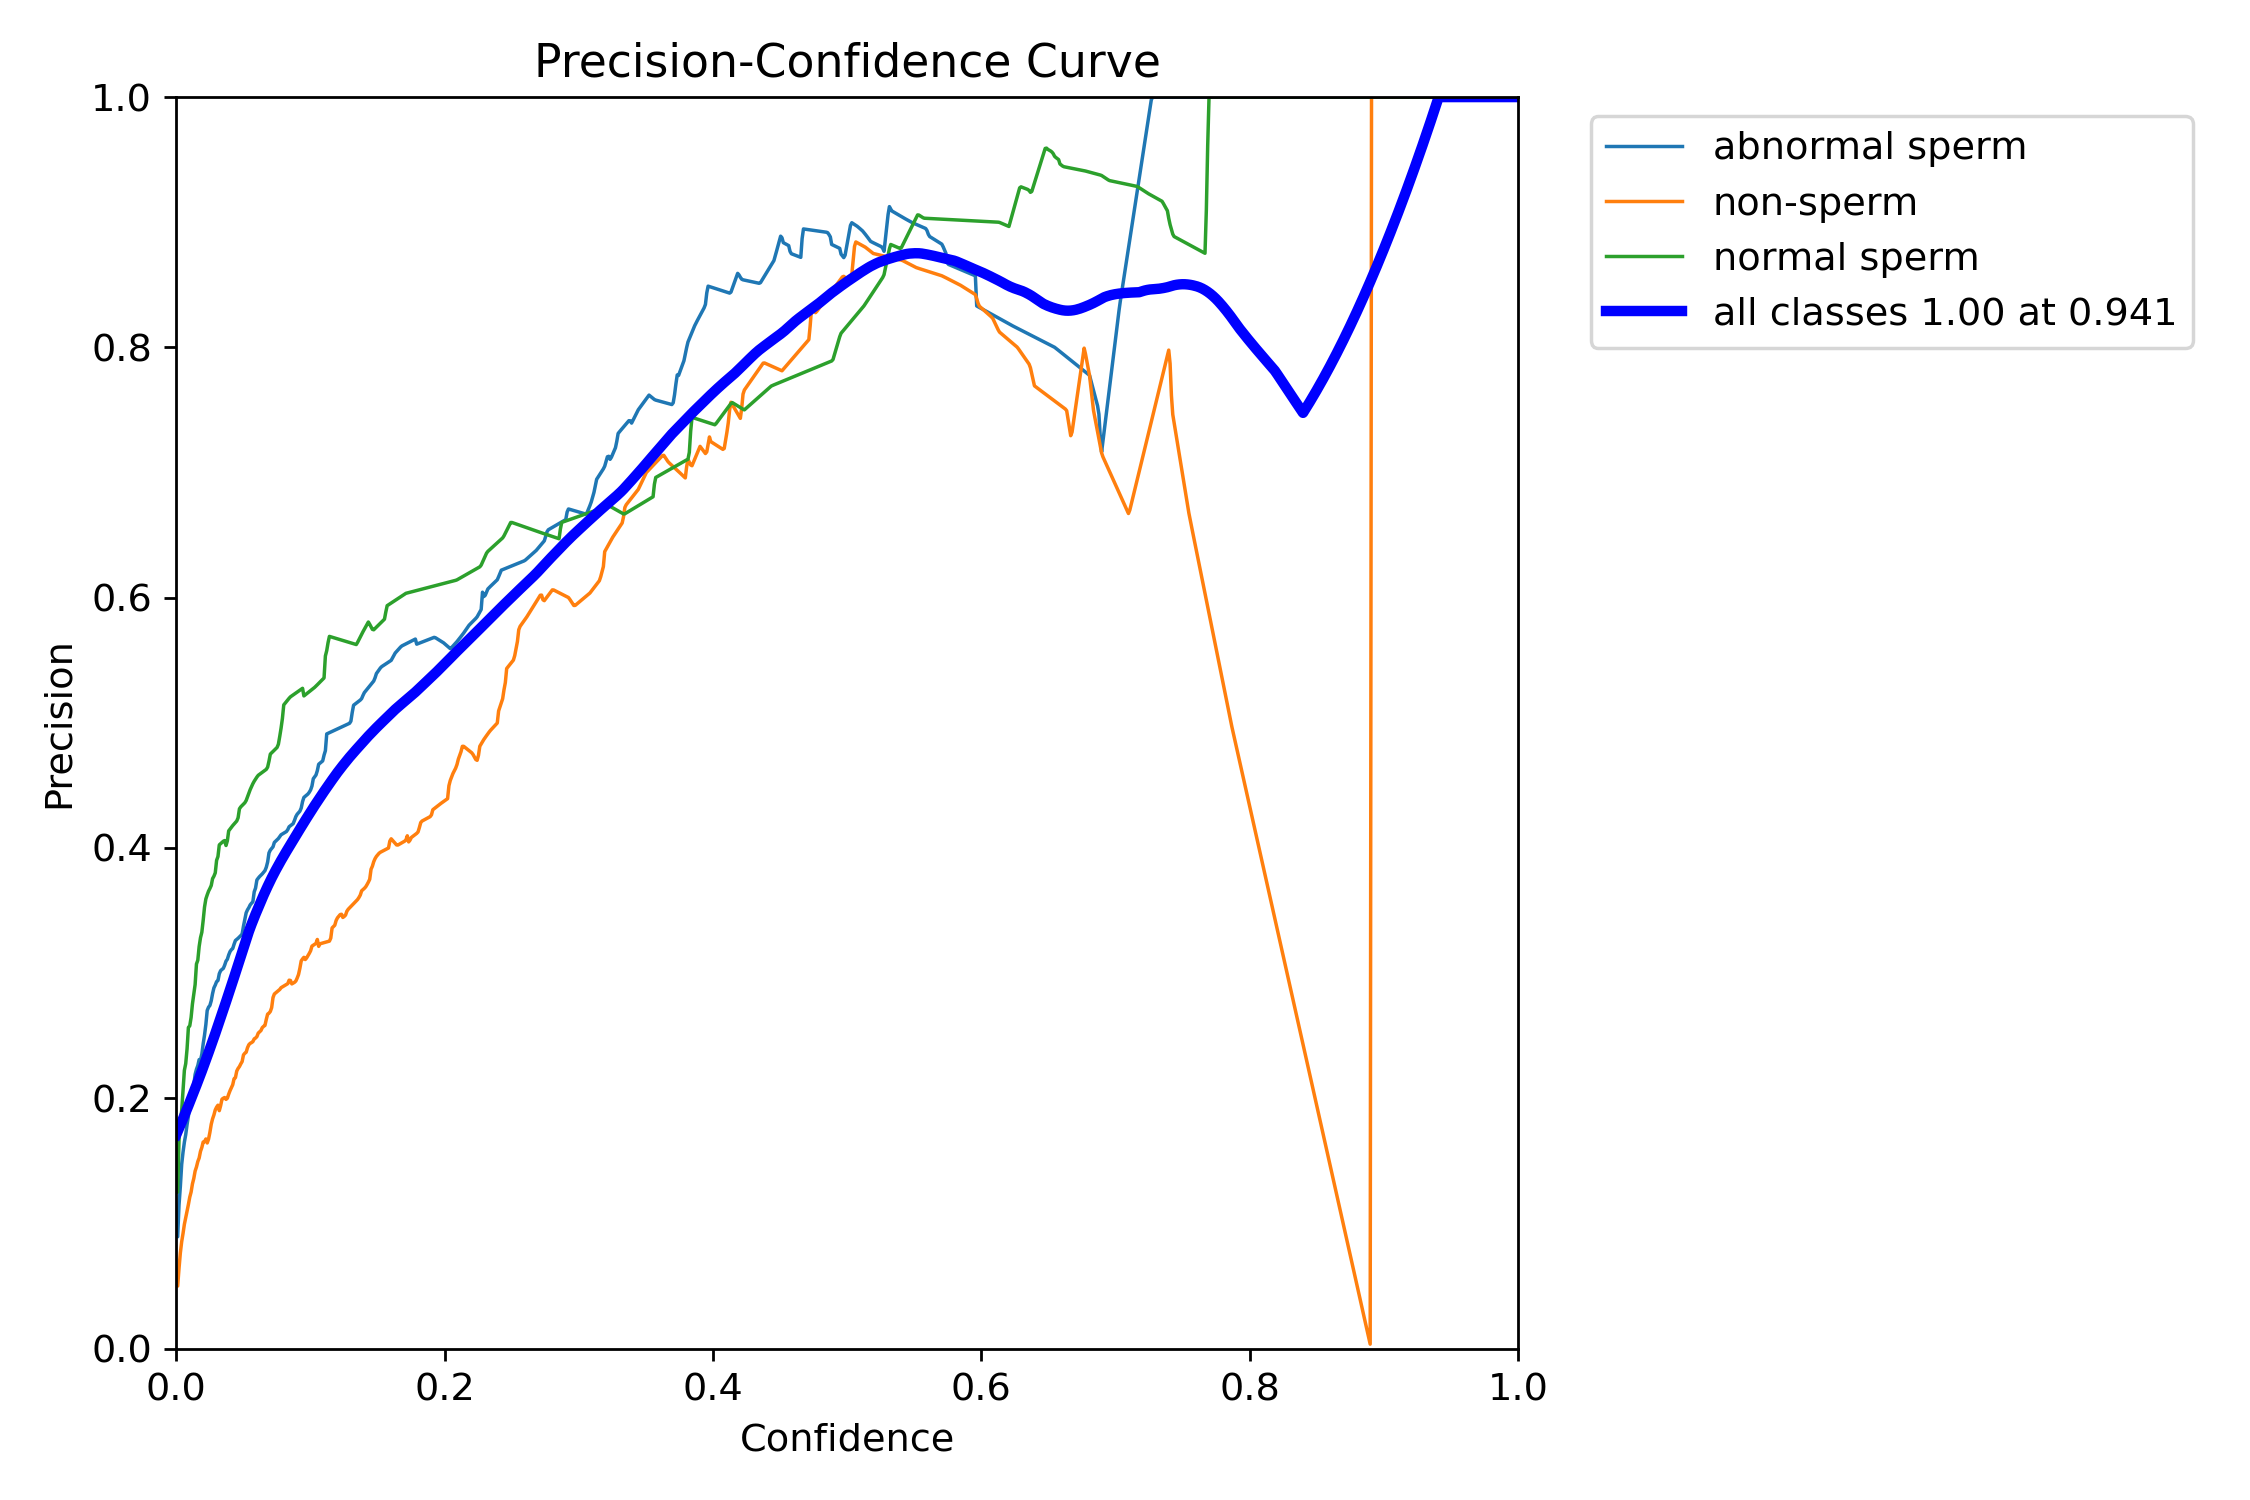 Precision-Confidence Curve
1.0
0.8
0.6
0.4
0.2
0.0
Precision
0.0 0.2 0.4 0.6 0.8 1.0
Confidence
abnormal sperm
non-sperm
normal sperm
all classes 1.00 at 0.941